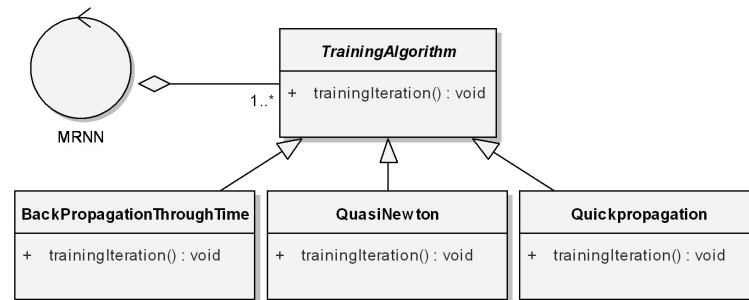 TrainingAlgorithm
+ trainingIteration() : void
1..*
MRNN
BackPropagationThroughTime
+ trainingIteration() : void
QuasiNewton
+ trainingIteration() : void
Quickpropagation
+ trainingIteration() : void